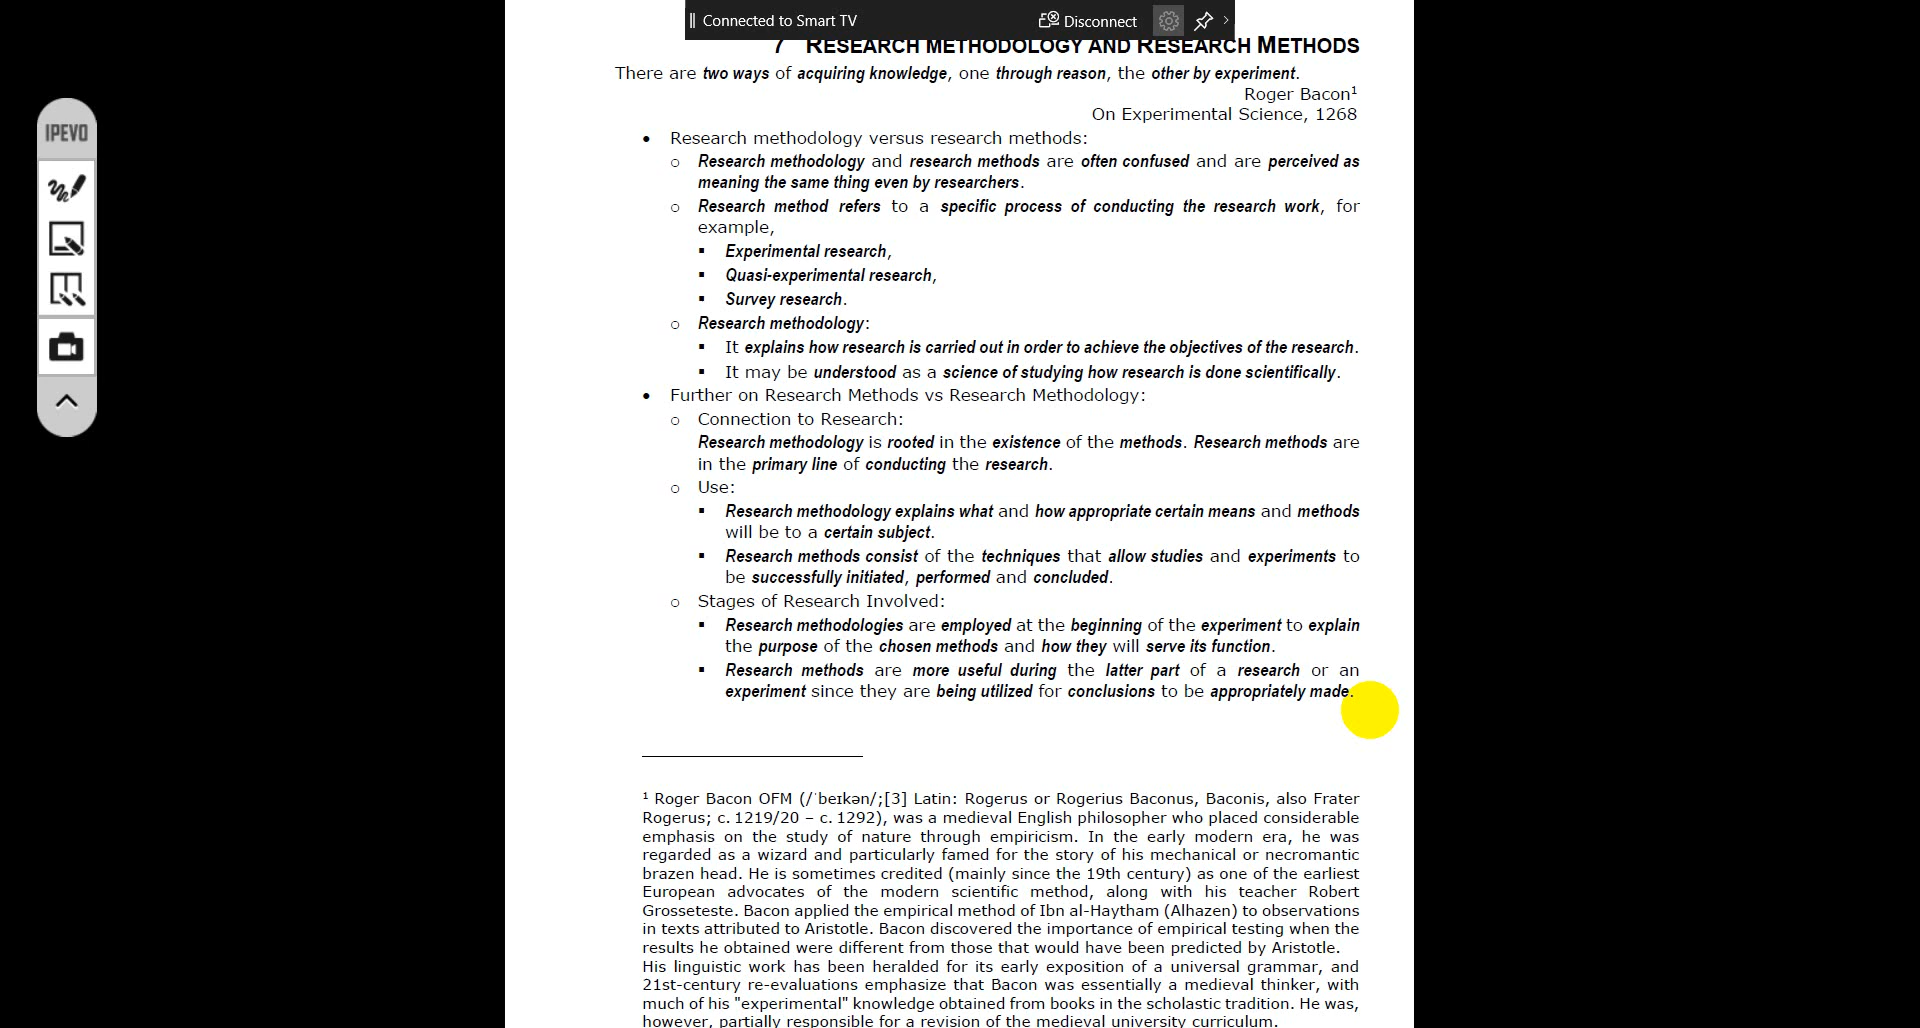 Connected to Smart TV
Disconnect
IPEVO
7 RESEARCH METHODOLOGY AND RESEARCH METHODS
There are two ways of acquiring knowledge, one through reason, the other by experiment.
Roger Bacon¹
On Experimental Science, 1268
• Research methodology versus research methods:
o Research methodology and research methods are often confused and are perceived as
meaning the same thing even by researchers.
o Research method refers to a specific process of conducting the research work, for
example,
▪ Experimental research,
▪ Quasi-experimental research,
▪ Survey research.
o Research methodology:
▪ It explains how research is carried out in order to achieve the objectives of the research.
▪ It may be understood as a science of studying how research is done scientifically.
• Further on Research Methods vs Research Methodology:
o Connection to Research:
Research methodology is rooted in the existence of the methods. Research methods are
in the primary line of conducting the research.
o Use:
▪ Research methodology explains what and how appropriate certain means and methods
will be to a certain subject.
▪ Research methods consist of the techniques that allow studies and experiments to
be successfully initiated, performed and concluded.
o Stages of Research Involved:
▪ Research methodologies are employed at the beginning of the experiment to explain
the purpose of the chosen methods and how they will serve its function.
▪ Research methods are more useful during the latter part of a research or an
experiment since they are being utilized for conclusions to be appropriately made.
¹ Roger Bacon OFM (/ˈbeɪkən/;[3] Latin: Rogerus or Rogerius Baconus, Baconis, also Frater
Rogerus; c. 1219/20 – c. 1292), was a medieval English philosopher who placed considerable
emphasis on the study of nature through empiricism. In the early modern era, he was
regarded as a wizard and particularly famed for the story of his mechanical or necromantic
brazen head. He is sometimes credited (mainly since the 19th century) as one of the earliest
European advocates of the modern scientific method, along with his teacher Robert
Grosseteste. Bacon applied the empirical method of Ibn al-Haytham (Alhazen) to observations
in texts attributed to Aristotle. Bacon discovered the importance of empirical testing when the
results he obtained were different from those that would have been predicted by Aristotle.
His linguistic work has been heralded for its early exposition of a universal grammar, and
21st-century re-evaluations emphasize that Bacon was essentially a medieval thinker, with
much of his "experimental" knowledge obtained from books in the scholastic tradition. He was,
however, partially responsible for a revision of the medieval university curriculum.